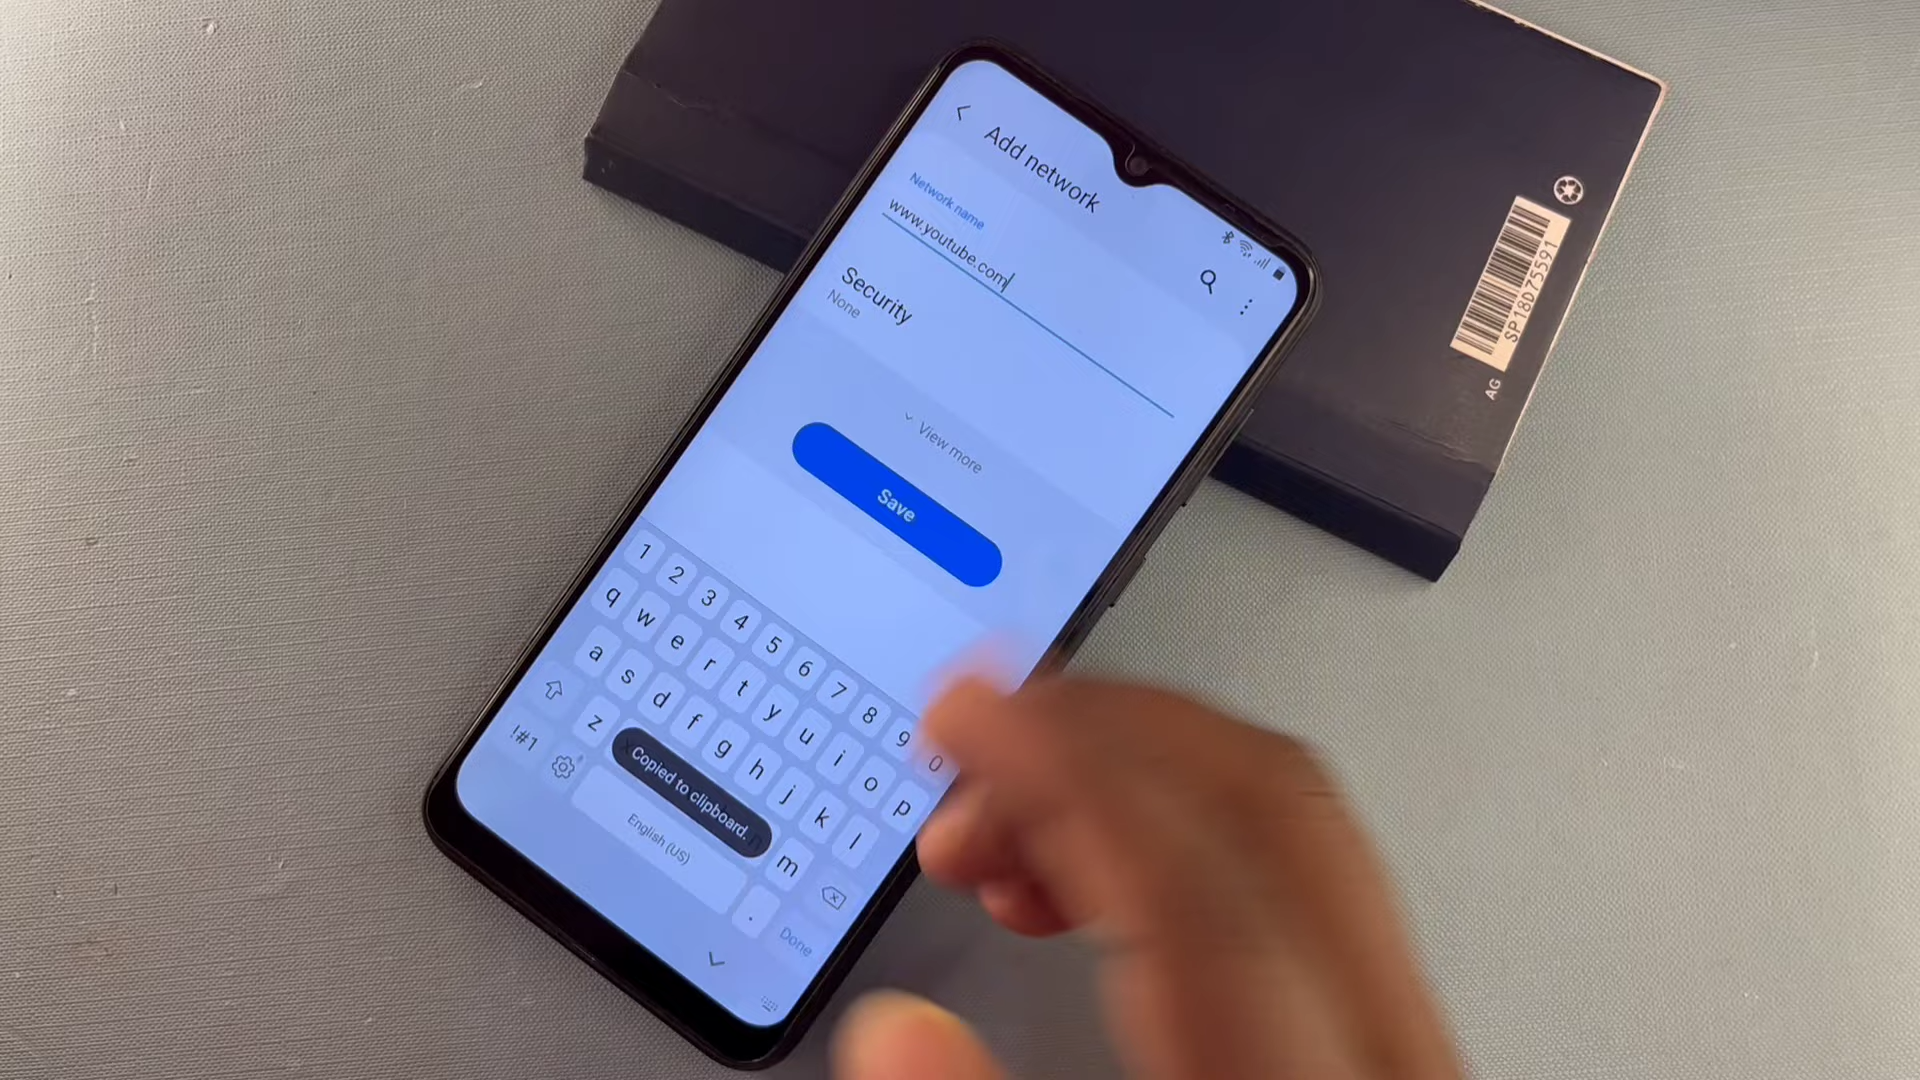 Add network
Network name
www.youtube.com
Security
None
View more
Save
1 2 3 4 5 6 7 8 9 0
q w e r t y u i o p
a s d f g h j k l
z n m
Copied to clipboard.
!#1
English (US)
.
Done
SP18D75591
AG